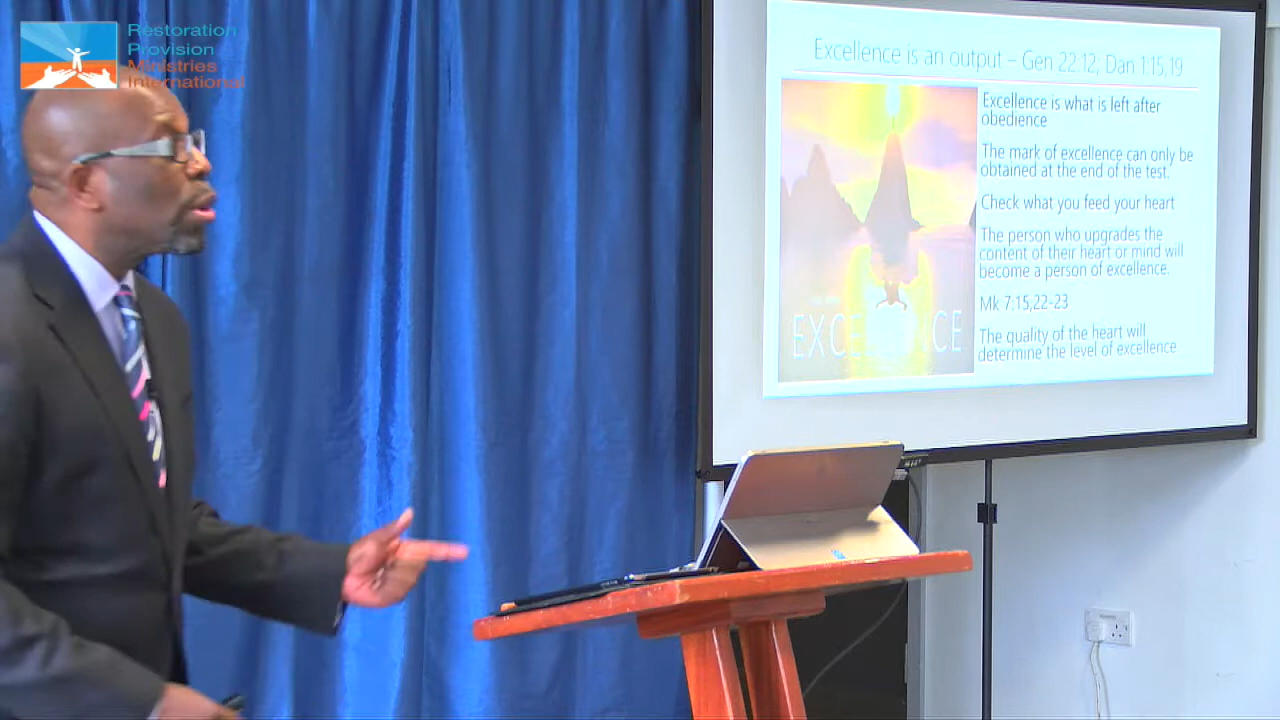 Restoration
Provision
Ministries
International
Excellence is an output – Gen 22:12; Dan 1:15,19
Excellence is what is left after
obedience
The mark of excellence can only be
obtained at the end of the test.
Check what you feed your heart
The person who upgrades the
content of their heart or mind will
become a person of excellence.
Mk 7:15,22-23
The quality of the heart will
determine the level of excellence